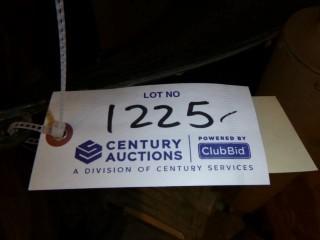 LOT NO
1225-
CENTURY AUCTIONS
POWERED BY
ClubBid
A DIVISION OF CENTURY SERVICES